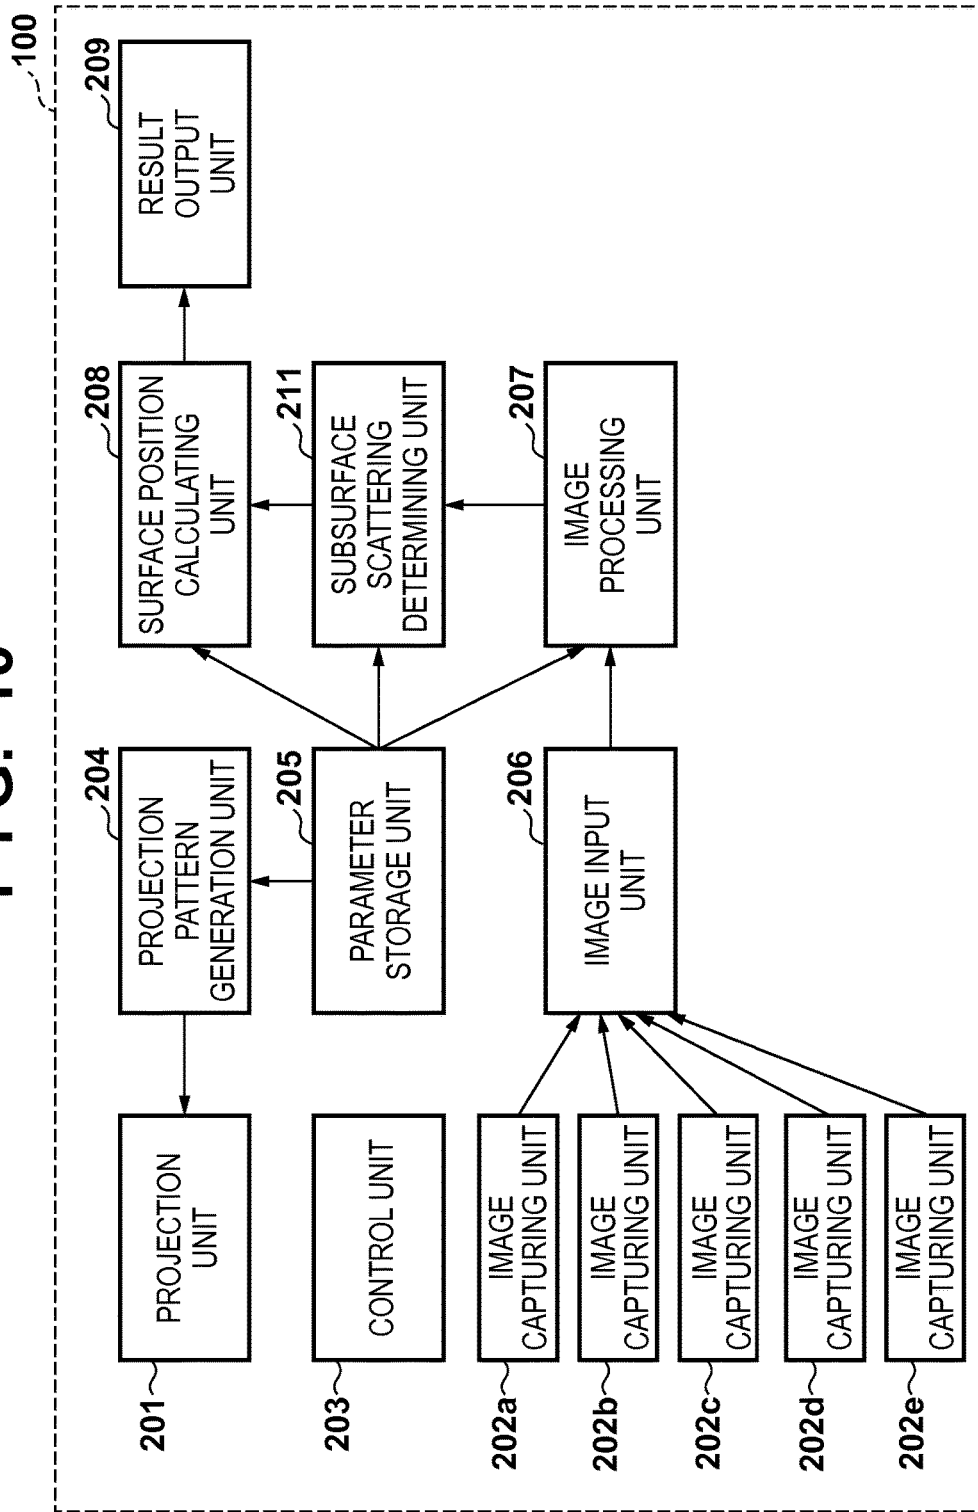 FIG.
100
201
PROJECTION
UNIT
204
PROJECTION
PATTERN
GENERATION UNIT
208
SURFACE POSITION
CALCULATING
UNIT
209
RESULT
OUTPUT
UNIT
203
CONTROL UNIT
205
PARAMETER
STORAGE UNIT
211
SUBSURFACE
SCATTERING
DETERMINING UNIT
202a
IMAGE
CAPTURING UNIT
202b
IMAGE
CAPTURING UNIT
202c
IMAGE
CAPTURING UNIT
202d
IMAGE
CAPTURING UNIT
202e
IMAGE
CAPTURING UNIT
206
IMAGE INPUT
UNIT
207
IMAGE
PROCESSING
UNIT